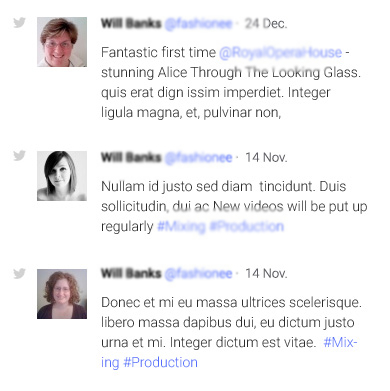 Will Banks @fashionee · 24 Dec.
Fantastic first time @RoyalOperaHouse -
stunning Alice Through The Looking Glass.
quis erat dign issim imperdiet. Integer
ligula magna, et, pulvinar non,
Will Banks @fashionee · 14 Nov.
Nullam id justo sed diam tincidunt. Duis
sollicitudin, dui ac New videos will be put up
regularly #Mixing #Production
Will Banks @fashionee · 14 Nov.
Donec et mi eu massa ultrices scelerisque.
libero massa dapibus dui, eu dictum justo
urna et mi. Integer dictum est vitae. #Mix-
ing #Production